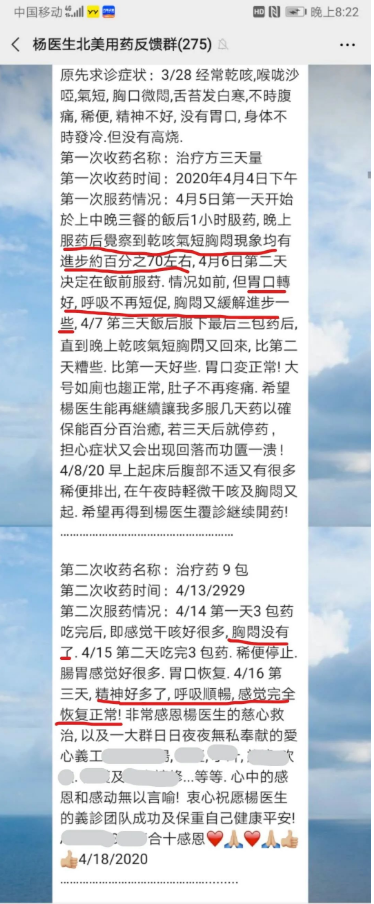 中国移动 4G HD 晚上8:22
杨医生北美用药反馈群(275)
原先求诊症状：3/28 经常乾咳,喉咙沙
啞,氣短, 胸口微悶,舌苔发白寒,不時腹
痛, 稀便, 精神不好, 没有胃口, 身体不
時發冷.但没有高烧.
第一次收药名称：治疗方三天量
第一次收药时间：2020年4月4日下午
第一次服药情况：4月5日第一天开始
於上中晚三餐的飯后1小时服药, 晚上
服药后覺察到乾咳氣短胸悶現象均有
進步約百分之70左右, 4月6日第二天
决定在飯前服药. 情况如前, 但胃口轉
好, 呼吸不再短促, 胸悶又緩解進步一
些, 4/7 第三天飯后服下最后三包药后,
直到晚上乾咳氣短胸悶又回來, 比第二
天糟些. 比第一天好些. 胃口变正常! 大
号如廁也趨正常, 肚子不再疼痛. 希望
楊医生能再継續讓我多服几天药以確
保能百分百治癒, 若三天后就停药 ,
担心症状又会出现回落而功匱一溃 !
4/8/20 早上起床后腹部不适又有很多
稀便排出, 在午夜時軽微干咳及胸悶又
起. 希望再得到楊医生覆診継続開药!
第二次收药名称：治疗药 9 包
第二次收药时间：4/13/2929
第二次服药情况：4/14 第一天3 包药
吃完后, 即感觉干咳好很多, 胸悶没有
了. 4/15 第二天吃完3 包药. 稀便停止.
腸胃感觉好很多. 胃口恢复. 4/16 第
三天, 精神好多了, 呼吸順暢, 感覚完全
恢复正常! 非常感恩楊医生的慈心救
治, 以及一大群日日夜夜無私奉献的愛
心義工
及 ...等等. 心中的感
恩和感动無以言喻! 衷心祝愿楊医生
的義診团队成功及保重自己健康平安!
合十感恩❤️🙏❤️🙏👍
👍4/18/2020